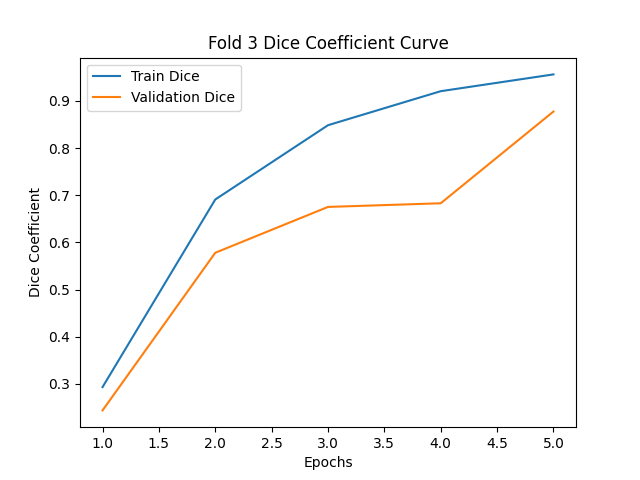 Fold 3 Dice Coefficient Curve
Train Dice
Validation Dice
Dice Coefficient
0.9
0.8
0.7
0.6
0.5
0.4
0.3
1.0 1.5 2.0 2.5 3.0 3.5 4.0 4.5 5.0
Epochs